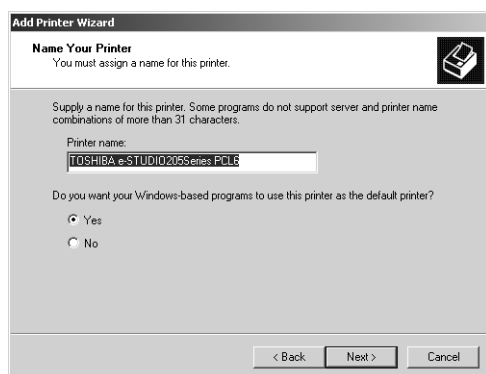 Add Printer Wizard
Name Your Printer
You must assign a name for this printer.
Supply a name for this printer. Some programs do not support server and printer name
combinations of more than 31 characters.
Printer name:
TOSHIBA e-STUDIO205Series PCL6
Do you want your Windows-based programs to use this printer as the default printer?
Yes
No
< Back Next > Cancel